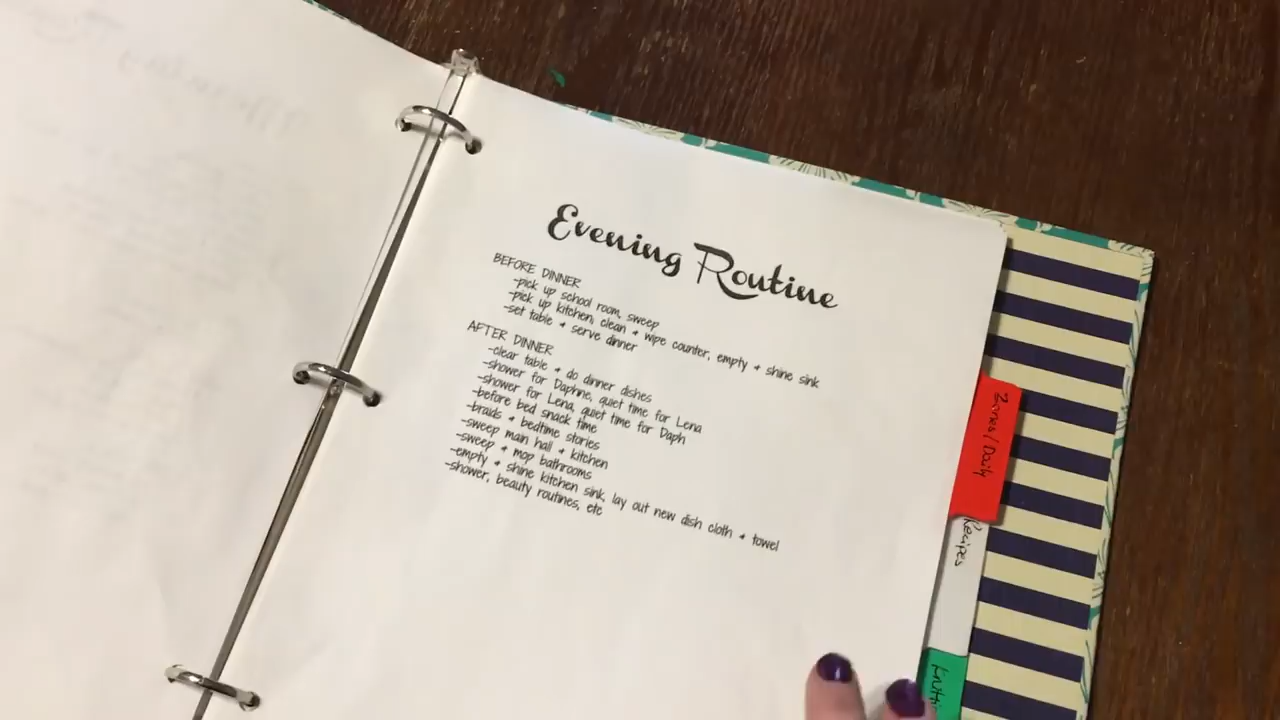 Evening Routine
BEFORE DINNER
-pick up school room, sweep
-pick up kitchen, clean + wipe counter, empty + shine sink
-set table + serve dinner
AFTER DINNER
-clear table + do dinner dishes
-shower for Daphne, quiet time for Lena
-shower for Lena, quiet time for Daph
-before bed snack time
-braids + bedtime stories
-sweep main hall + kitchen
-sweep + mop bathrooms
-empty + shine kitchen sink, lay out new dish cloth + towel
-shower, beauty routines, etc
Zones/Daily
Recipes